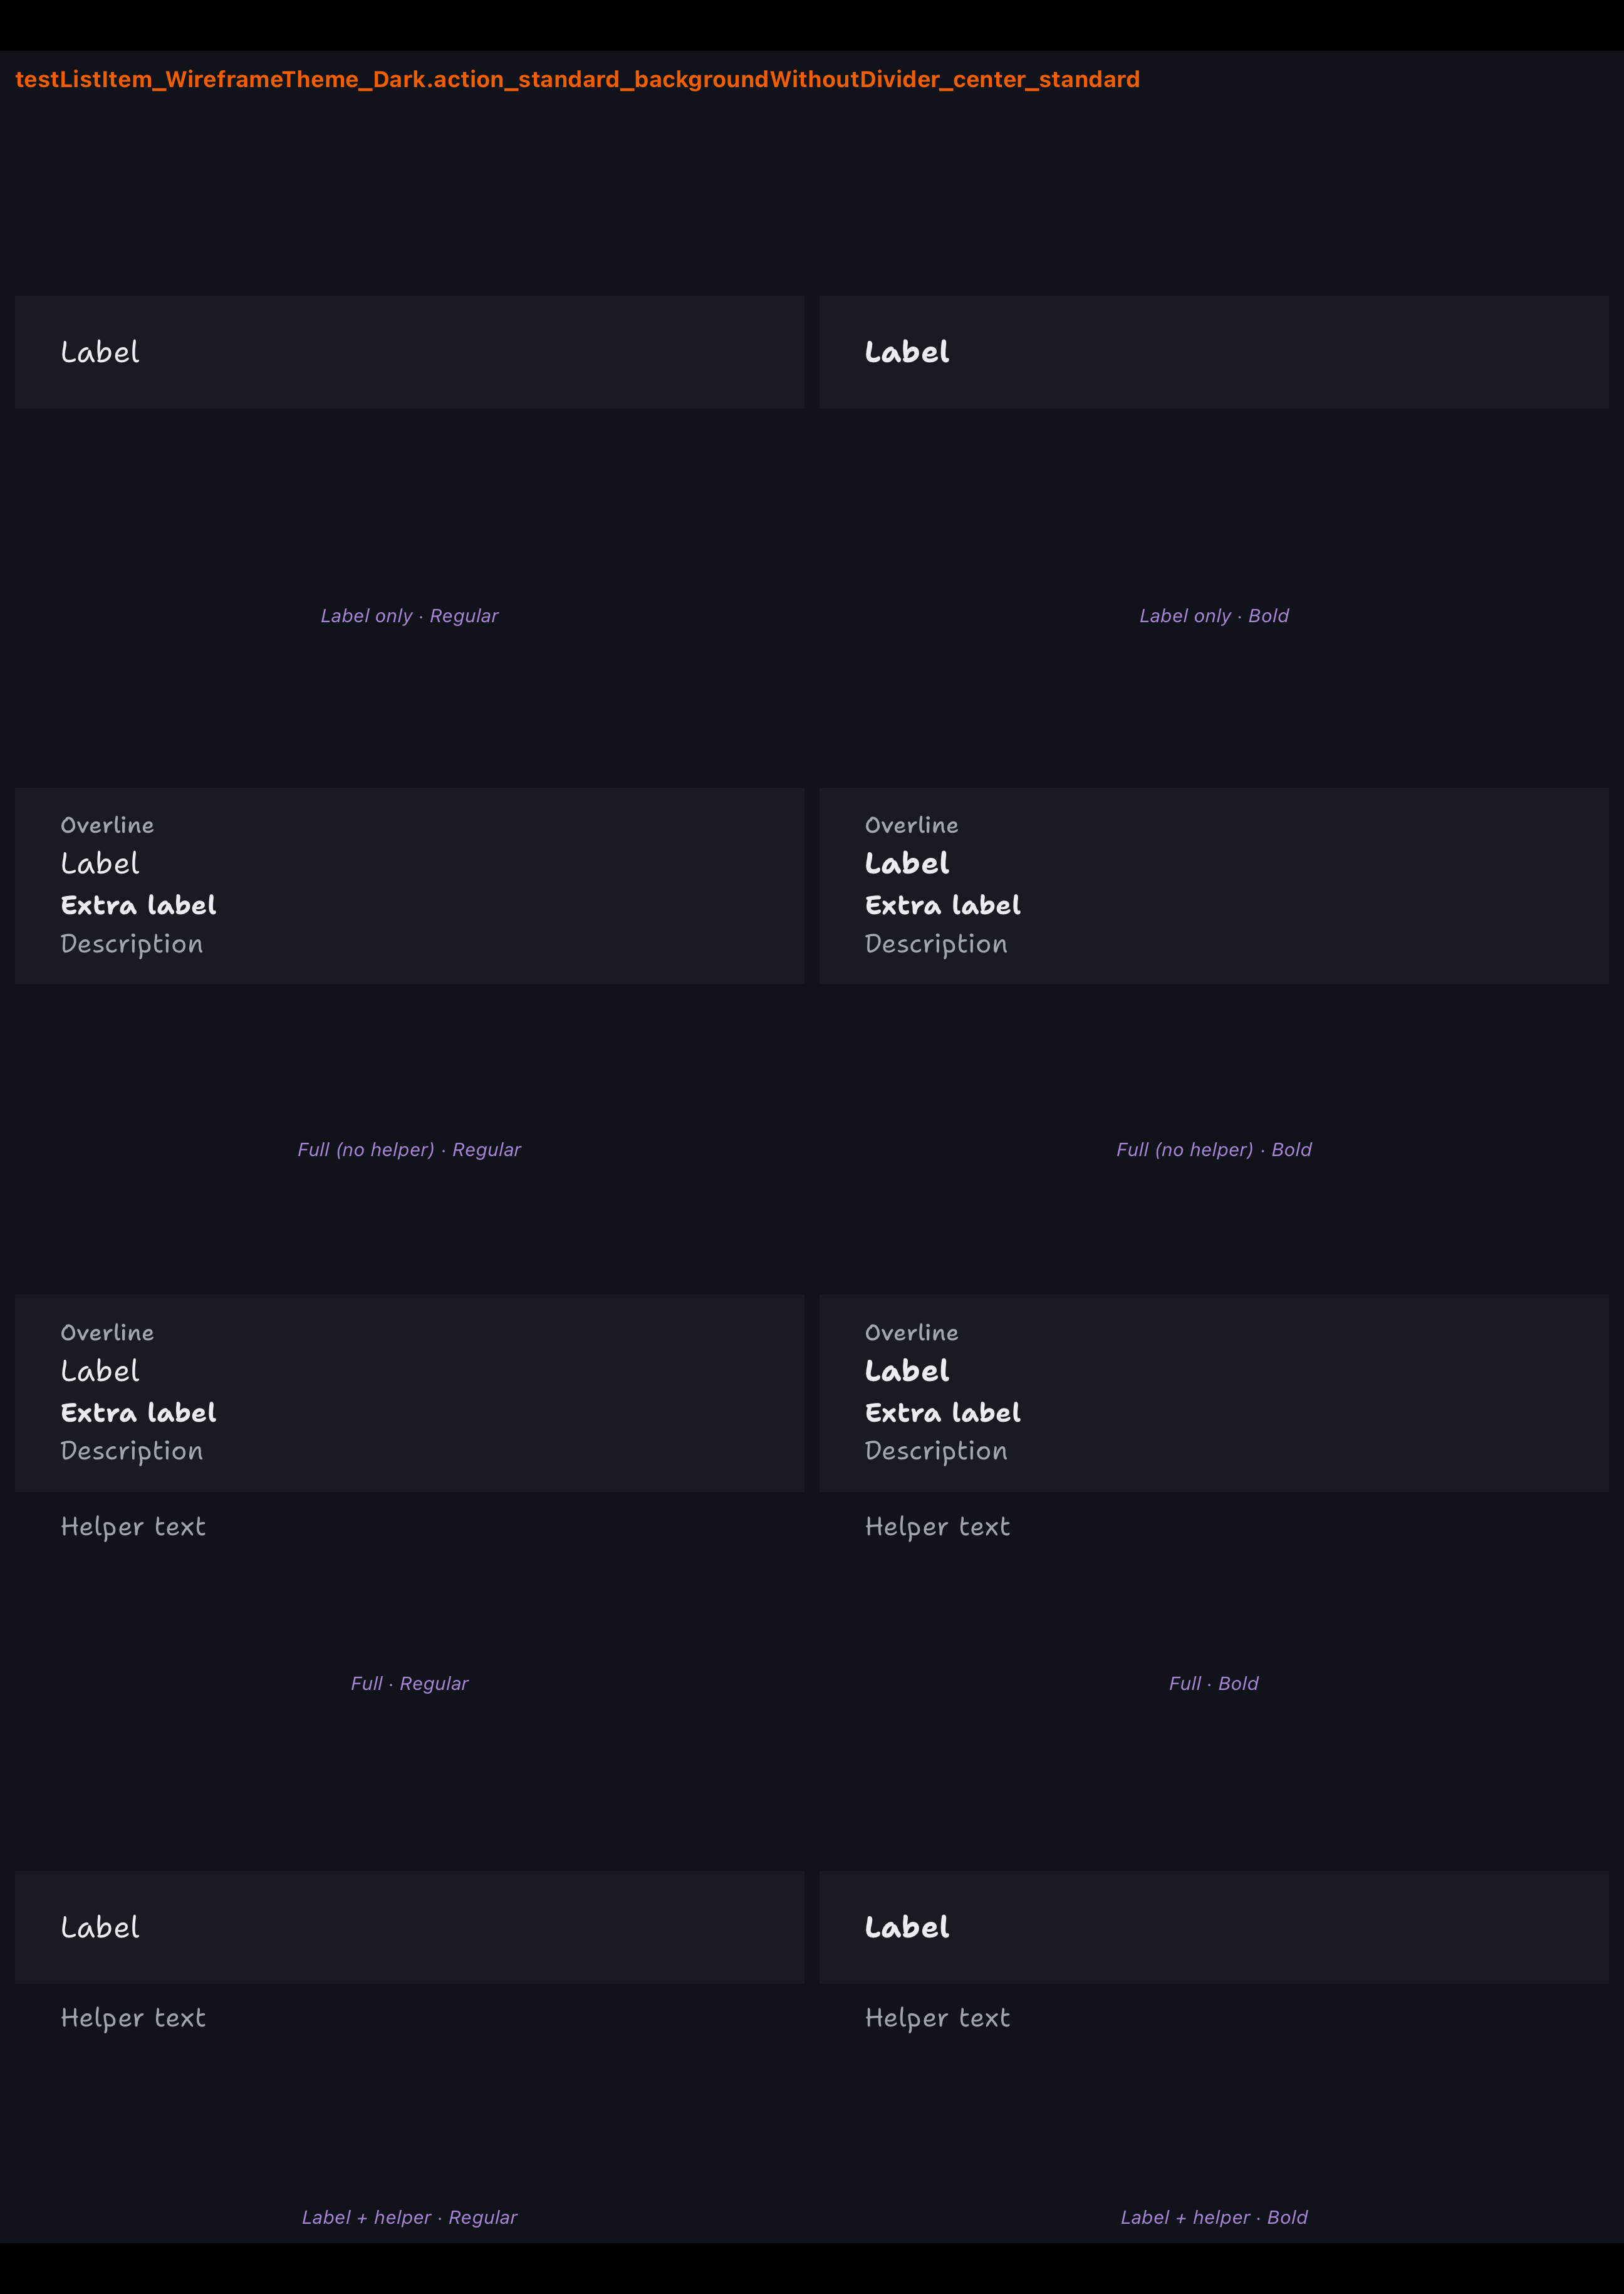 testListItem_WireframeTheme_Dark.action_standard_backgroundWithoutDivider_center_standard
Label
Label
Label only · Regular
Label only · Bold
Overline
Label
Extra label
Description
Overline
Label
Extra label
Description
Full (no helper) · Regular
Full (no helper) · Bold
Overline
Label
Extra label
Description
Helper text
Overline
Label
Extra label
Description
Helper text
Full · Regular
Full · Bold
Label
Helper text
Label
Helper text
Label + helper · Regular
Label + helper · Bold